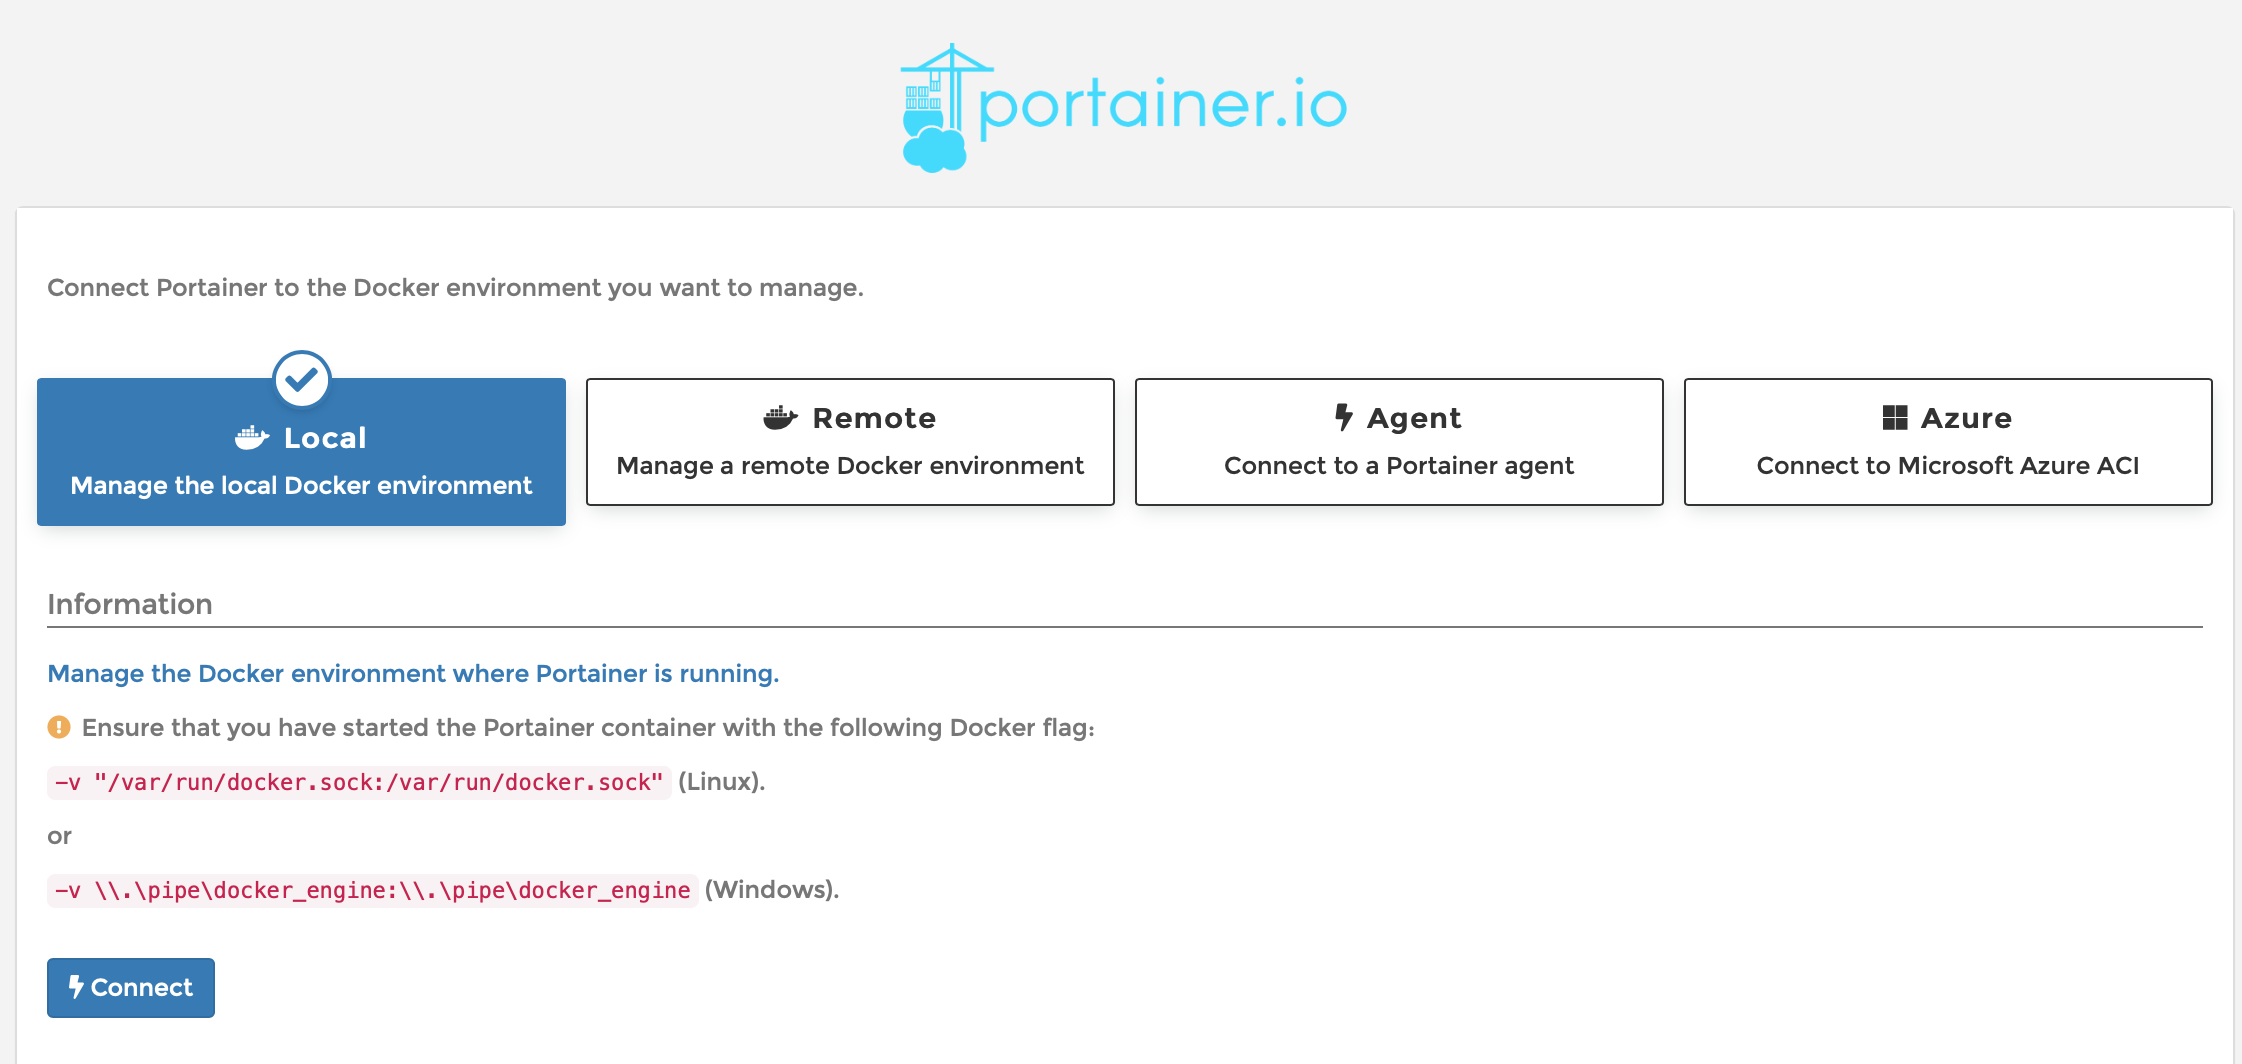 portainer.io
Connect Portainer to the Docker environment you want to manage.
Local
Manage the local Docker environment
Remote
Manage a remote Docker environment
Agent
Connect to a Portainer agent
Azure
Connect to Microsoft Azure ACI
Information
Manage the Docker environment where Portainer is running.
Ensure that you have started the Portainer container with the following Docker flag:
-v "/var/run/docker.sock:/var/run/docker.sock" (Linux).
or
-v \\.\pipe\docker_engine:\\.\pipe\docker_engine (Windows).
Connect